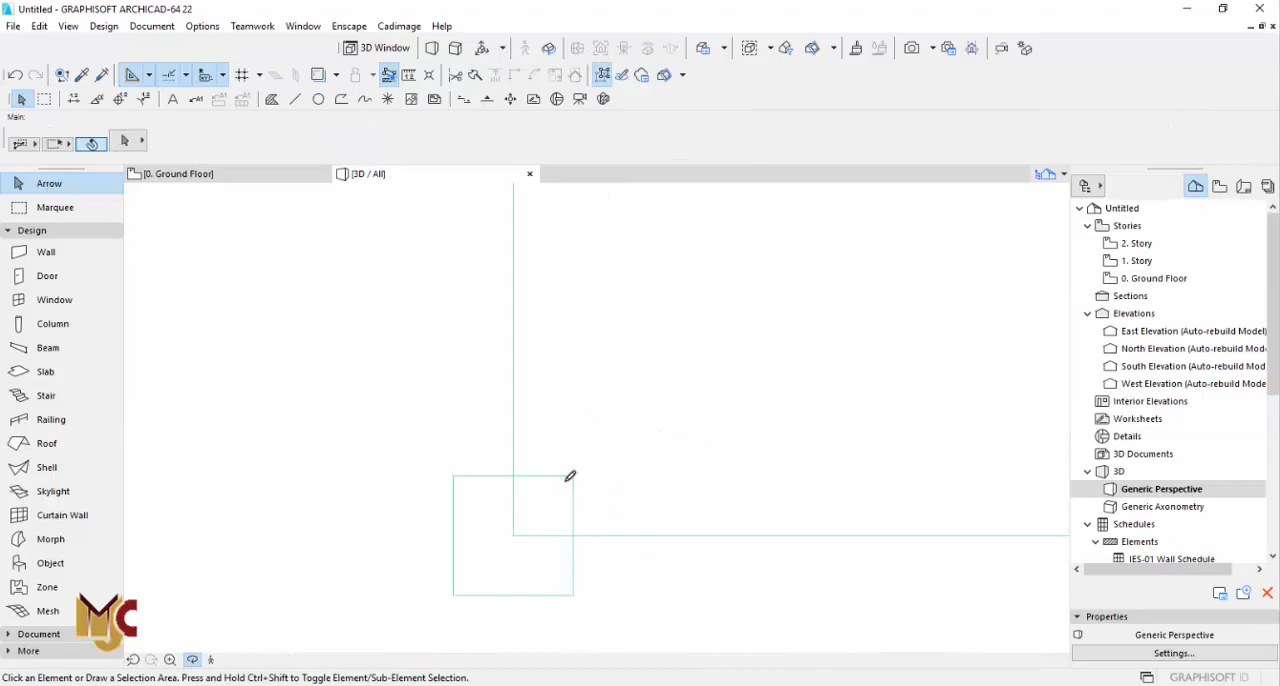 Untitled - GRAPHISOFT ARCHICAD-64 22
File Edit View Design Document Options Teamwork Window Enscape Cadimage Help
3D Window
Main:
[0. Ground Floor]
[3D / All]
Arrow
Marquee
Design
Wall
Door
Window
Column
Beam
Slab
Stair
Railing
Roof
Shell
Skylight
Curtain Wall
Morph
Object
Zone
Mesh
Document
More
MJC
Untitled
Stories
2. Story
1. Story
0. Ground Floor
Sections
Elevations
East Elevation (Auto-rebuild Model)
North Elevation (Auto-rebuild Mod
South Elevation (Auto-rebuild Mod
West Elevation (Auto-rebuild Mode
Interior Elevations
Worksheets
Details
3D Documents
3D
Generic Perspective
Generic Axonometry
Schedules
Elements
IES-01 Wall Schedule
Properties
Generic Perspective
Settings...
Click an Element or Draw a Selection Area. Press and Hold Ctrl+Shift to Toggle Element/Sub-Element Selection.
GRAPHISOFT ID